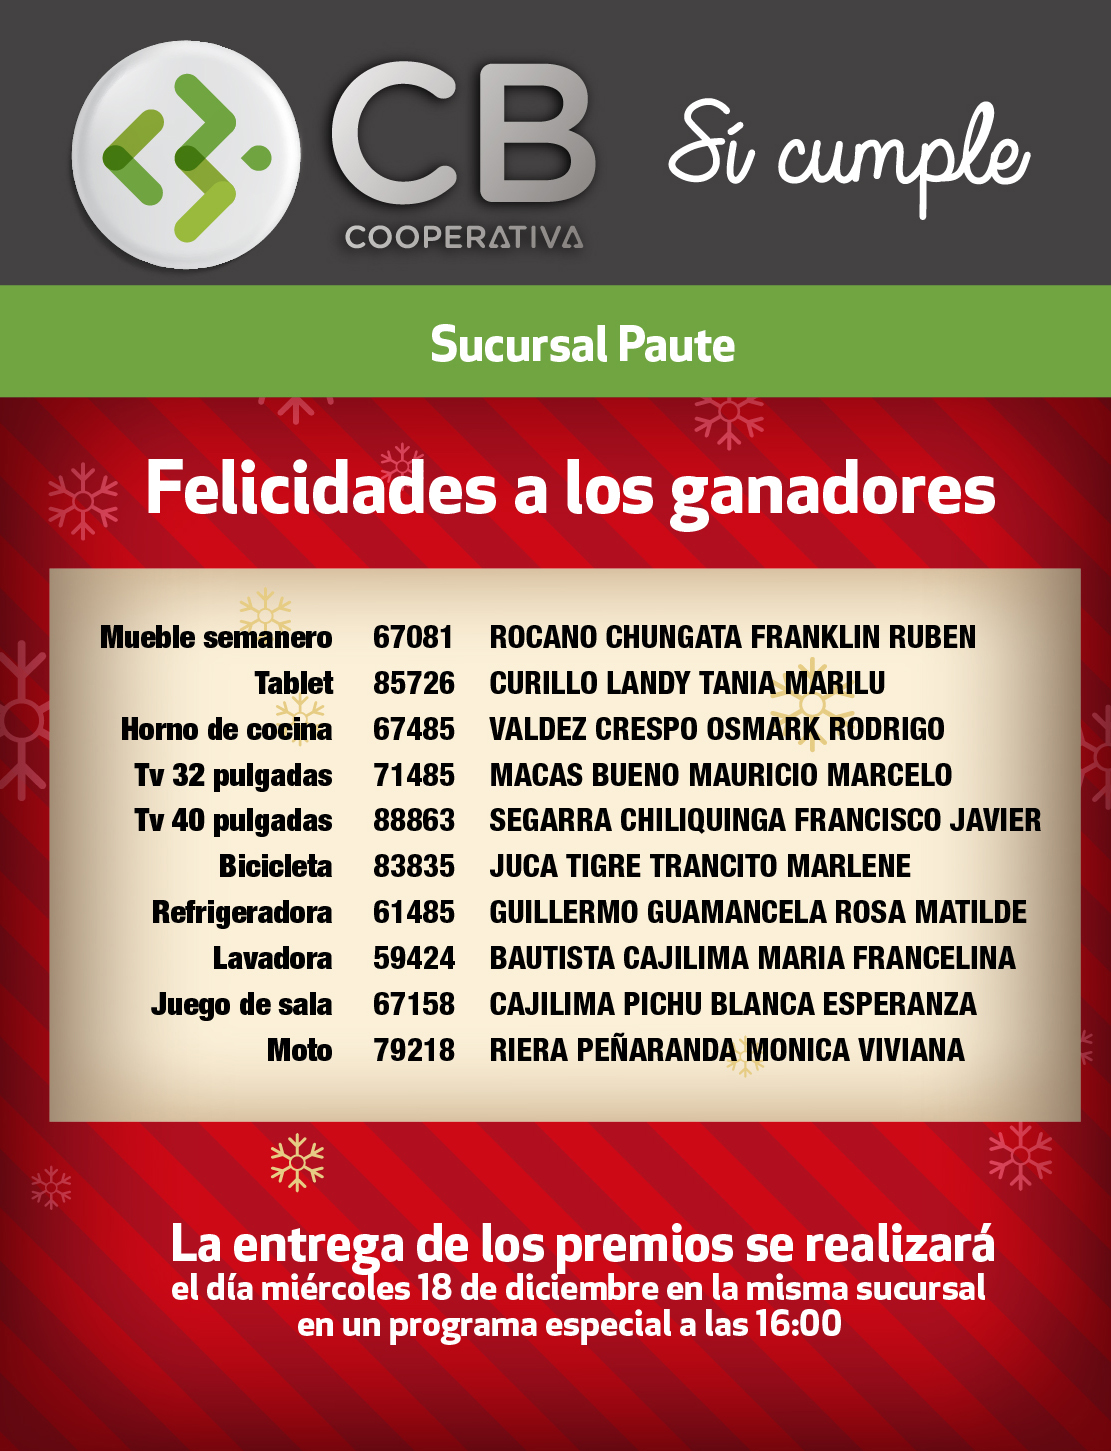 CB
COOPERATIVA
Sí cumple
Sucursal Paute
Felicidades a los ganadores
Mueble semanero 67081 ROCANO CHUNGATA FRANKLIN RUBEN
Tablet 85726 CURILLO LANDY TANIA MARILU
Horno de cocina 67485 VALDEZ CRESPO OSMARK RODRIGO
Tv 32 pulgadas 71485 MACAS BUENO MAURICIO MARCELO
Tv 40 pulgadas 88863 SEGARRA CHILIQUINGA FRANCISCO JAVIER
Bicicleta 83835 JUCA TIGRE TRANCITO MARLENE
Refrigeradora 61485 GUILLERMO GUAMANCELA ROSA MATILDE
Lavadora 59424 BAUTISTA CAJILIMA MARIA FRANCELINA
Juego de sala 67158 CAJILIMA PICHU BLANCA ESPERANZA
Moto 79218 RIERA PEÑARANDA MONICA VIVIANA
La entrega de los premios se realizará
el día miércoles 18 de diciembre en la misma sucursal
en un programa especial a las 16:00